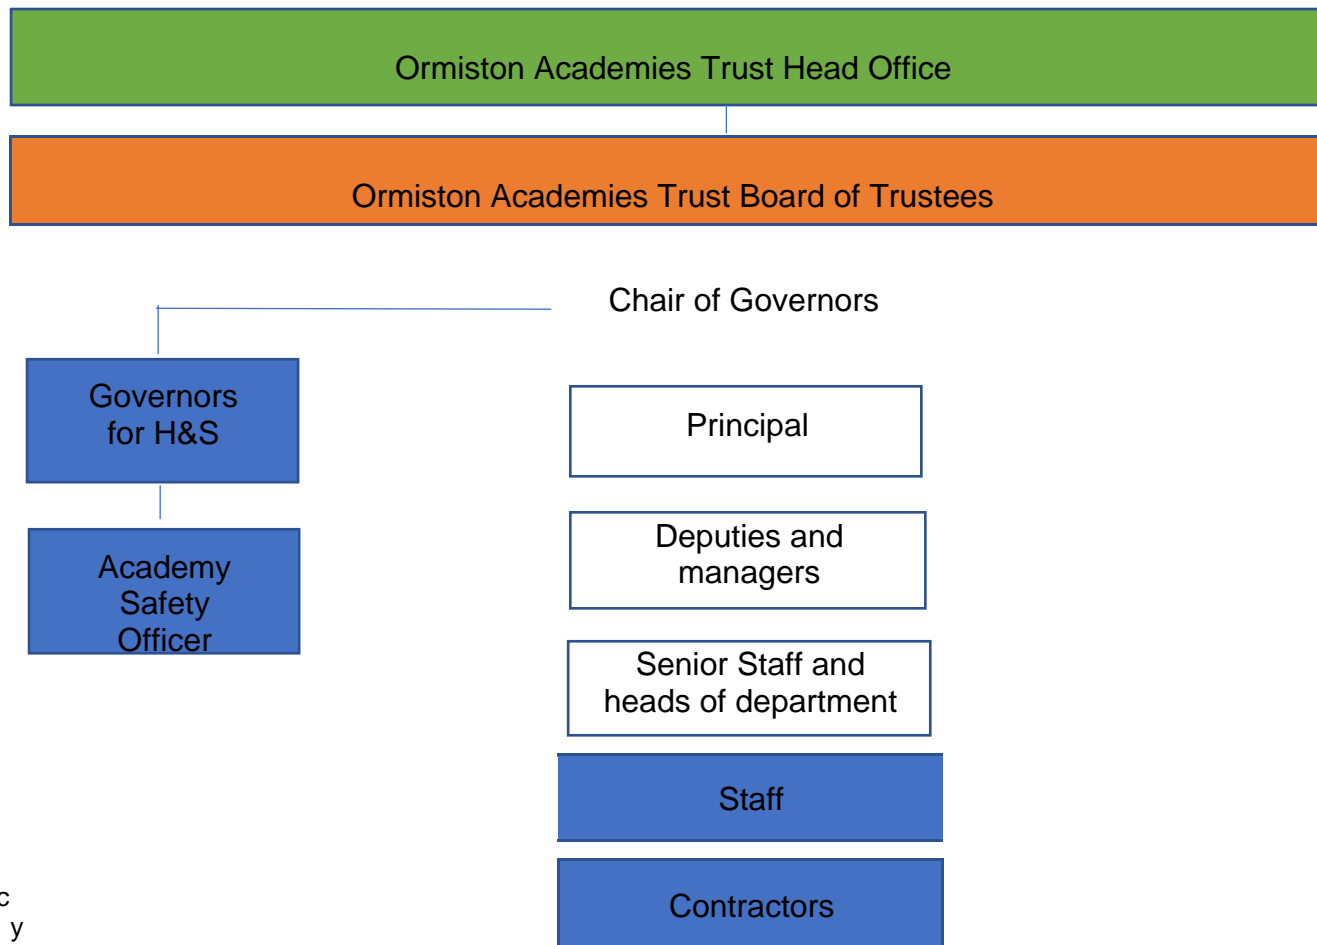 Ormiston Academies Trust Head Office
Ormiston Academies Trust Board of Trustees
Chair of Governors
Governors
for H&S
Principal
Academy
Safety
Officer
Deputies and
managers
Senior Staff and
heads of department
Staff
Contractors
c
y